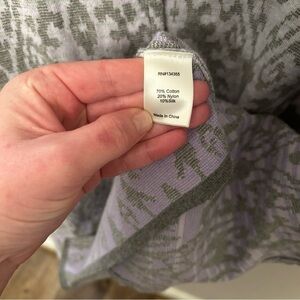 RN#134355
70% Cotton
20% Nylon
10%Silk
Made in China